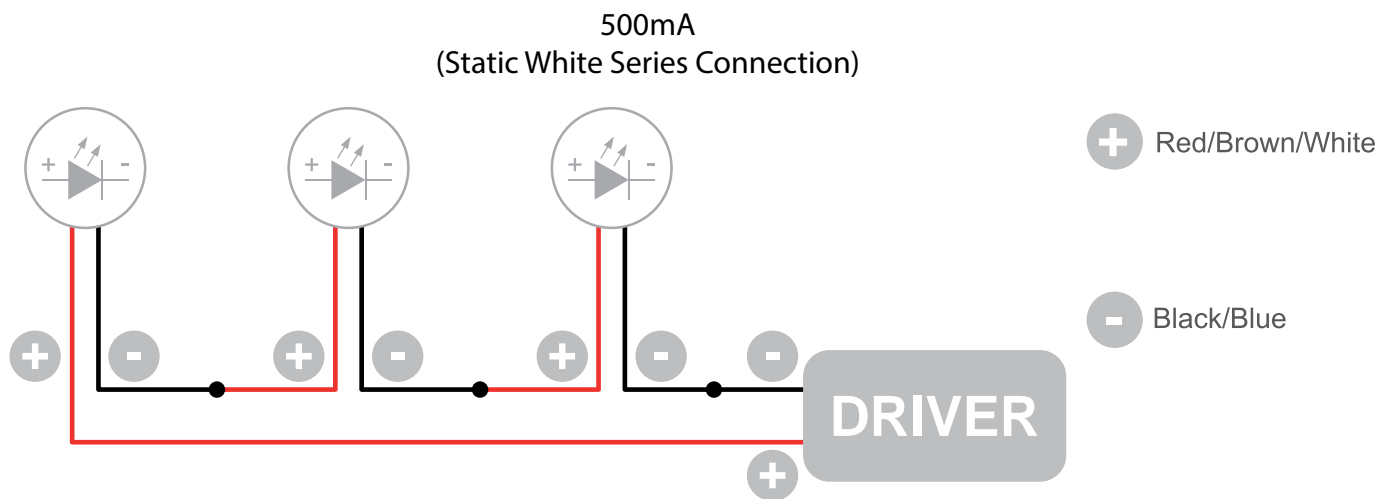 500mA
(Static White Series Connection)
+ -
+ -
+ -
+ Red/Brown/White
- Black/Blue
+ - + - + - -
DRIVER
+